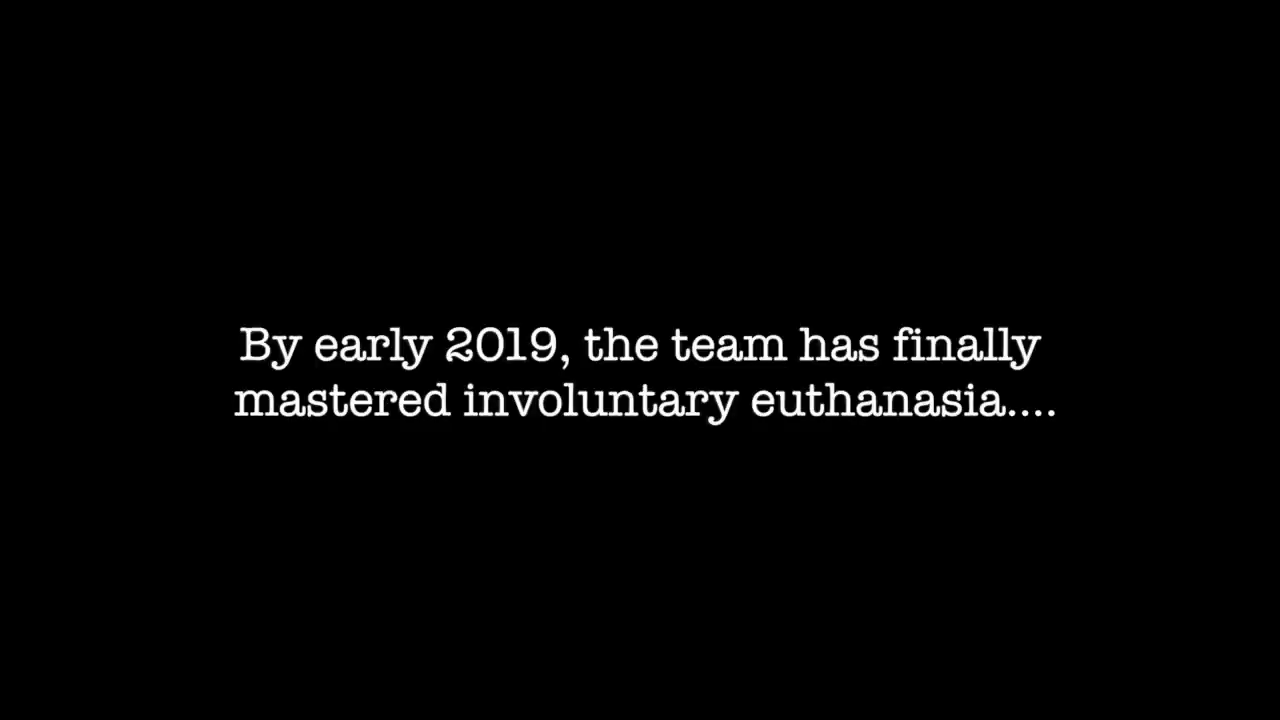 By early 2019, the team has finally
mastered involuntary euthanasia....